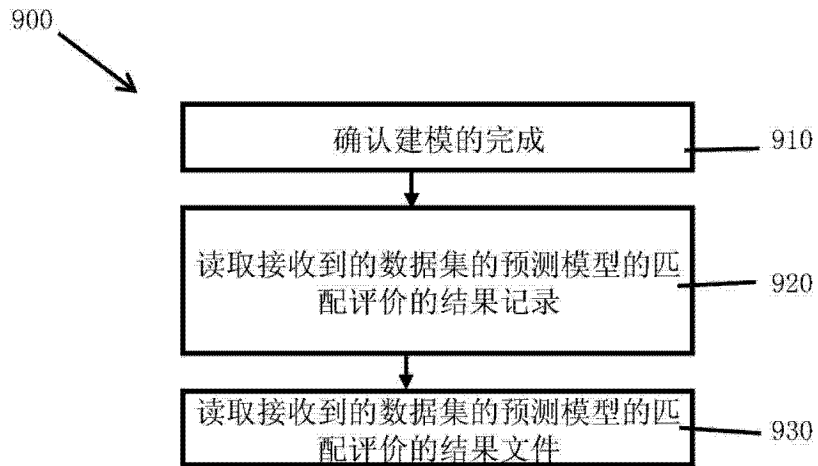 900
确认建模的完成
910
读取接收到的数据集的预测模型的匹
配评价的结果记录
920
读取接收到的数据集的预测模型的匹
配评价的结果文件
930